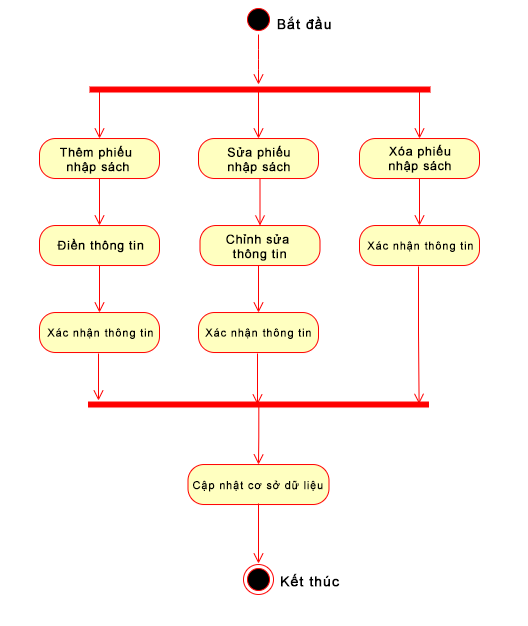 Bắt đầu
Thêm phiếu
nhập sách
Sửa phiếu
nhập sách
Xóa phiếu
nhập sách
Điền thông tin
Chỉnh sửa
thông tin
Xác nhận thông tin
Xác nhận thông tin
Xác nhận thông tin
Cập nhật cơ sở dữ liệu
Kết thúc